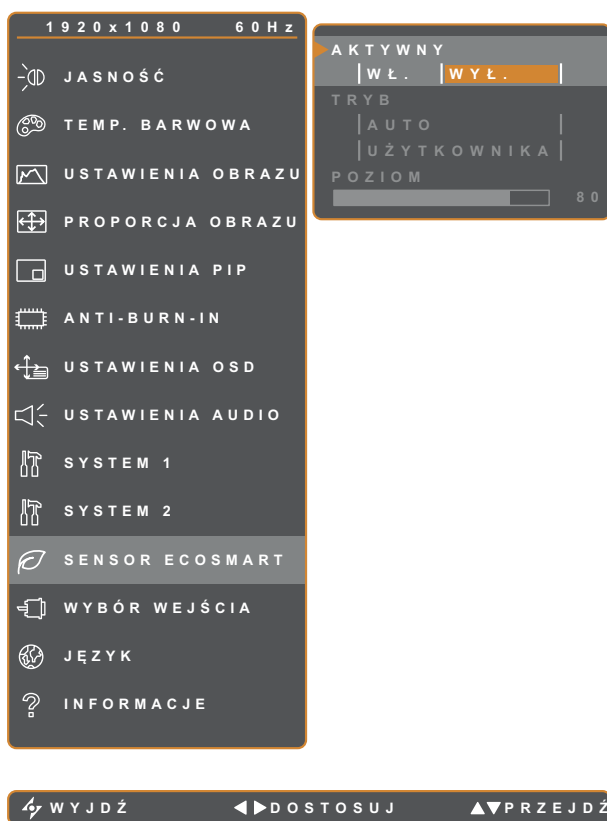 1920x1080 60Hz
JASNOŚĆ
TEMP. BARWOWA
USTAWIENIA OBRAZU
PROPORCJA OBRAZU
USTAWIENIA PIP
ANTI-BURN-IN
USTAWIENIA OSD
USTAWIENIA AUDIO
SYSTEM 1
SYSTEM 2
SENSOR ECOSMART
WYBÓR WEJŚCIA
JĘZYK
INFORMACJE
AKTYWNY
WŁ. WYŁ.
TRYB
AUTO
UŻYTKOWNIKA
POZIOM
80
WYJDŹ DOSTOSUJ PRZEJDŹ